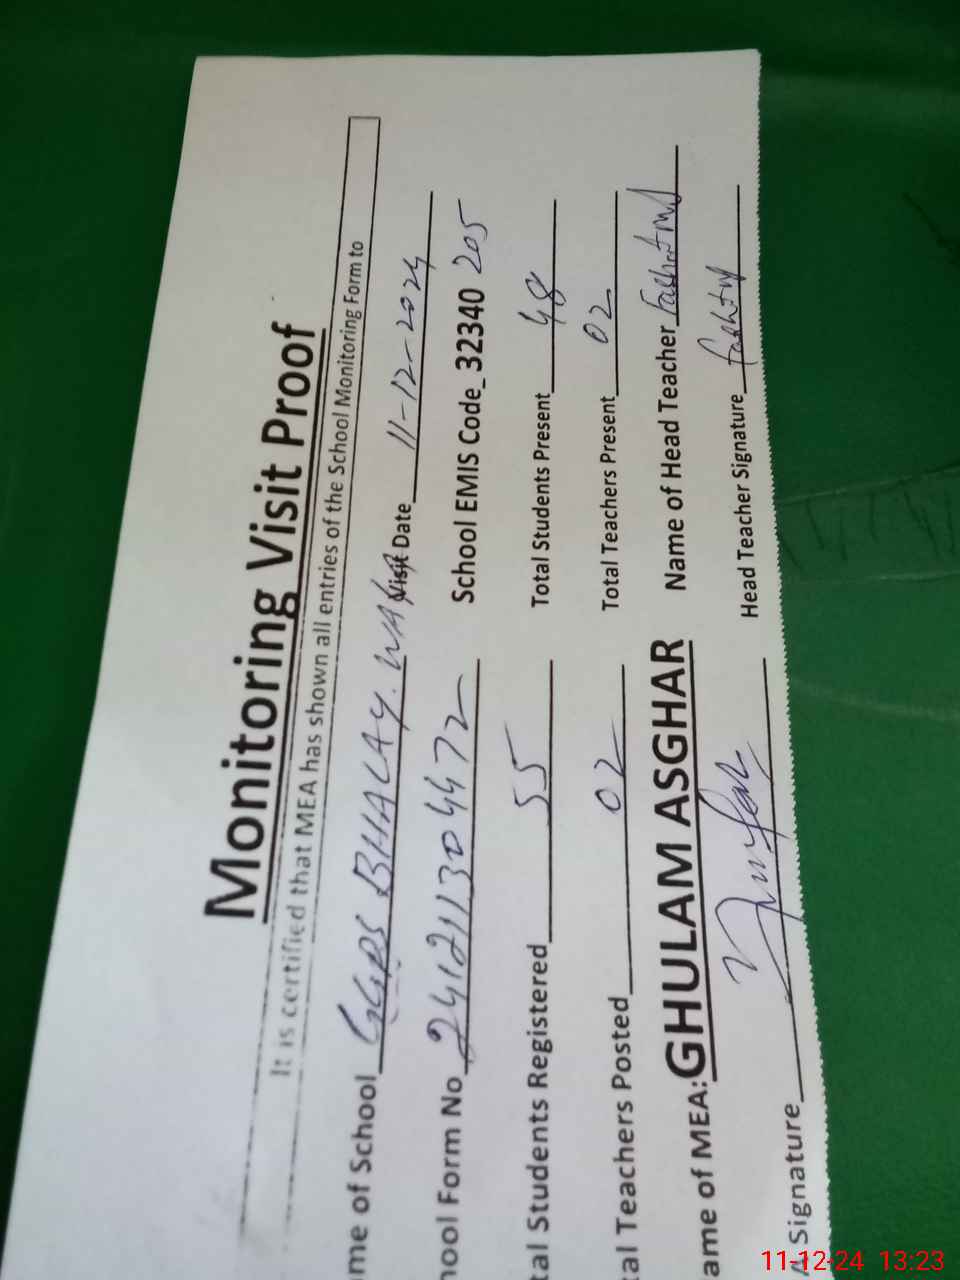 Monitoring Visit Proof
It is certified that MEA has shown all entries of the School Monitoring Form to
ame of School GGPS BHALAY. WALA Visit Date 11-12-2024
hool Form No 241211304472 School EMIS Code_32340 205
tal Students Registered 55 Total Students Present 48
tal Teachers Posted 02 Total Teachers Present 02
ame of MEA: GHULAM ASGHAR Name of Head Teacher
A Signature Head Teacher Signature
11-12-24 13:23